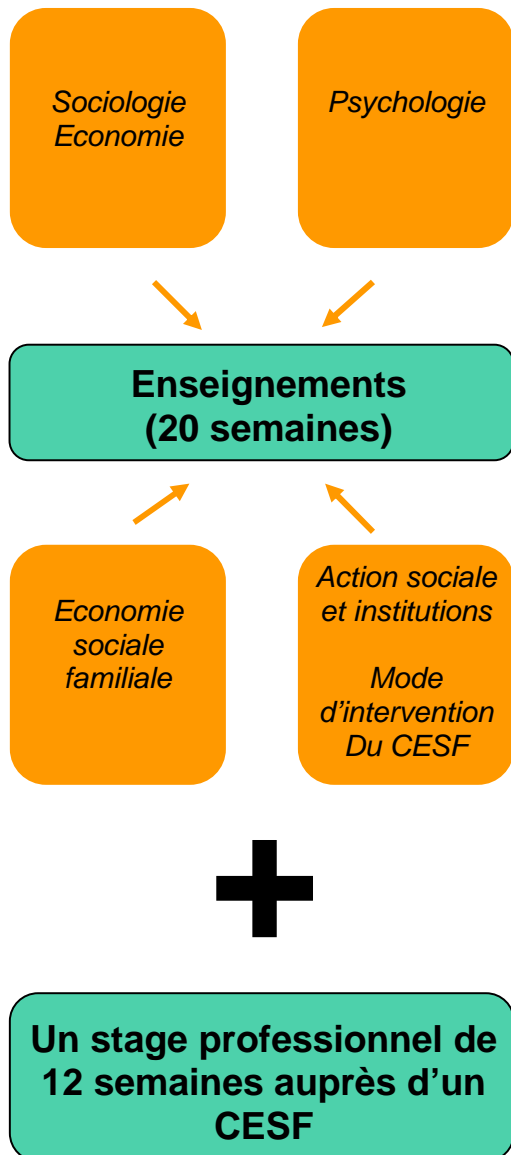 Sociologie
Economie
Psychologie
Enseignements
(20 semaines)
Economie
sociale
familiale
Action sociale
et institutions
Mode
d’intervention
Du CESF
Un stage professionnel de
12 semaines auprès d’un
CESF